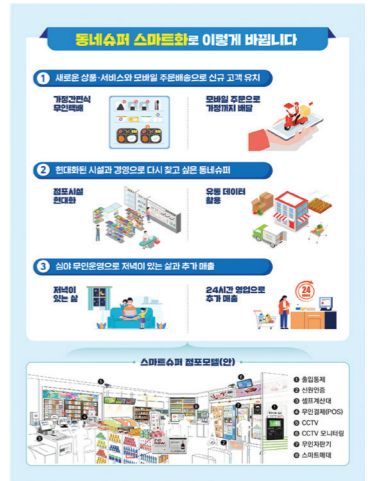 동네슈퍼 스마트화로 이렇게 바뀝니다
1 새로운 상품·서비스와 모바일 주문배송으로 신규 고객 유치
가정간편식
무인택배
모바일 주문으로
가정까지 배달
2 현대화된 시설과 경영으로 다시 찾고 싶은 동네슈퍼
점포시설
현대화
유통 데이터
활용
3 심야 무인운영으로 저녁이 있는 삶과 추가 매출
저녁이
있는 삶
24시간 영업으로
추가 매출
24
스마트슈퍼 점포모델(안)
❶ 출입통제
❷ 신원인증
❸ 셀프계산대
❹ 무인결제(POS)
❺ CCTV
❻ CCTV 모니터링
❼ 무인자판기
❽ 스마트매대